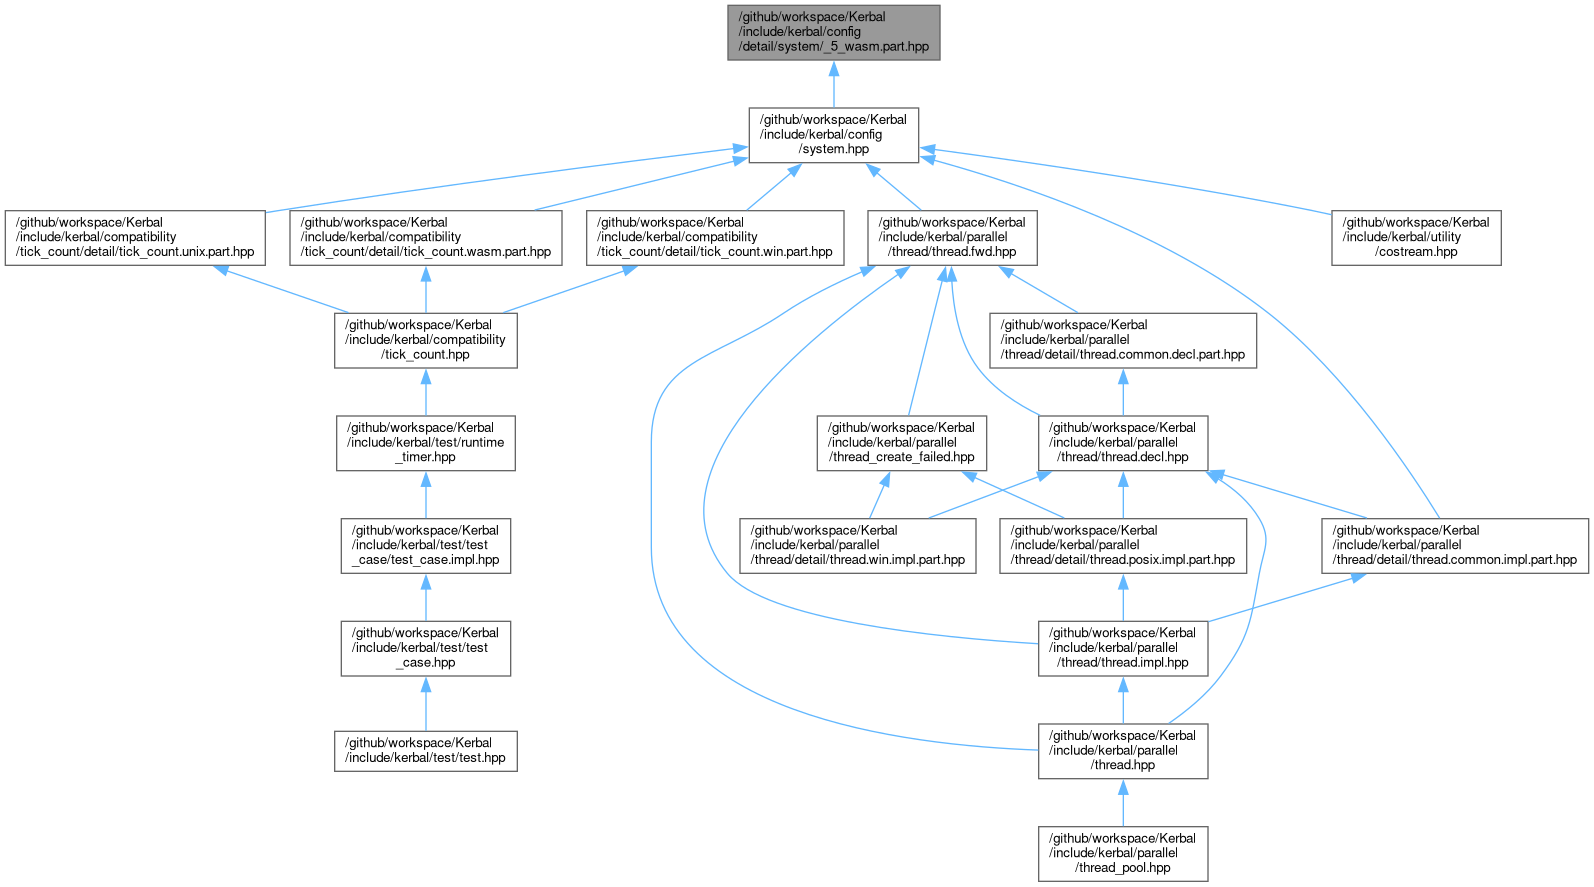 /github/workspace/Kerbal
/include/kerbal/config
/detail/system/_5_wasm.part.hpp
/github/workspace/Kerbal
/include/kerbal/config
/system.hpp
/github/workspace/Kerbal
/include/kerbal/compatibility
/tick_count/detail/tick_count.unix.part.hpp
/github/workspace/Kerbal
/include/kerbal/compatibility
/tick_count/detail/tick_count.wasm.part.hpp
/github/workspace/Kerbal
/include/kerbal/compatibility
/tick_count/detail/tick_count.win.part.hpp
/github/workspace/Kerbal
/include/kerbal/parallel
/thread/thread.fwd.hpp
/github/workspace/Kerbal
/include/kerbal/utility
/costream.hpp
/github/workspace/Kerbal
/include/kerbal/compatibility
/tick_count.hpp
/github/workspace/Kerbal
/include/kerbal/parallel
/thread/detail/thread.common.decl.part.hpp
/github/workspace/Kerbal
/include/kerbal/test/runtime
_timer.hpp
/github/workspace/Kerbal
/include/kerbal/parallel
/thread_create_failed.hpp
/github/workspace/Kerbal
/include/kerbal/parallel
/thread/thread.decl.hpp
/github/workspace/Kerbal
/include/kerbal/test/test
_case/test_case.impl.hpp
/github/workspace/Kerbal
/include/kerbal/parallel
/thread/detail/thread.win.impl.part.hpp
/github/workspace/Kerbal
/include/kerbal/parallel
/thread/detail/thread.posix.impl.part.hpp
/github/workspace/Kerbal
/include/kerbal/parallel
/thread/detail/thread.common.impl.part.hpp
/github/workspace/Kerbal
/include/kerbal/test/test
_case.hpp
/github/workspace/Kerbal
/include/kerbal/parallel
/thread/thread.impl.hpp
/github/workspace/Kerbal
/include/kerbal/test/test.hpp
/github/workspace/Kerbal
/include/kerbal/parallel
/thread.hpp
/github/workspace/Kerbal
/include/kerbal/parallel
/thread_pool.hpp